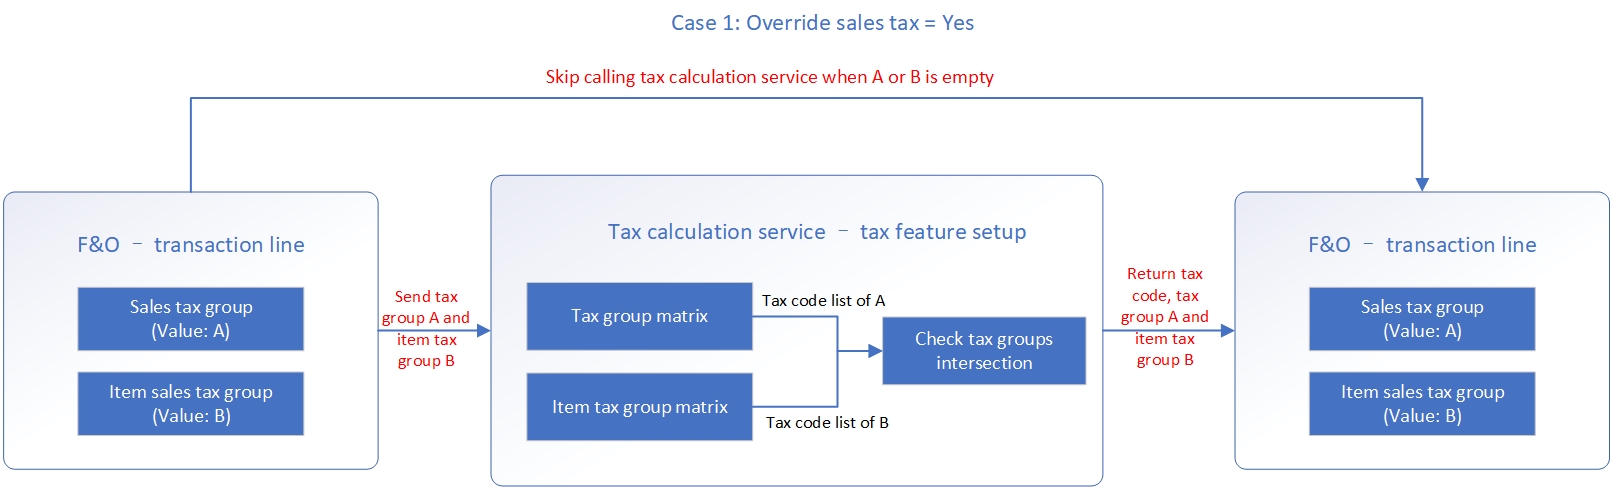 Case 1: Override sales tax = Yes
Skip calling tax calculation service when A or B is empty
F&O – transaction line
Sales tax group
(Value: A)
Item sales tax group
(Value: B)
Send tax
group A and
item tax
group B
Tax calculation service – tax feature setup
Tax group matrix
Tax code list of A
Item tax group matrix
Tax code list of B
Check tax groups
intersection
Return tax
code, tax
group A and
item tax
group B
F&O – transaction line
Sales tax group
(Value: A)
Item sales tax group
(Value: B)